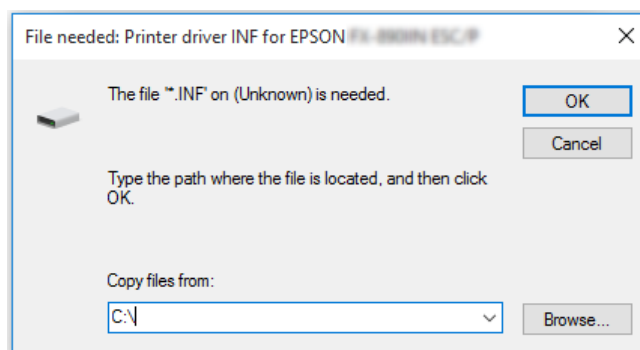 File needed: Printer driver INF for EPSON
The file '*.INF' on (Unknown) is needed.
OK
Cancel
Type the path where the file is located, and then click
OK.
Copy files from:
C:\
Browse...